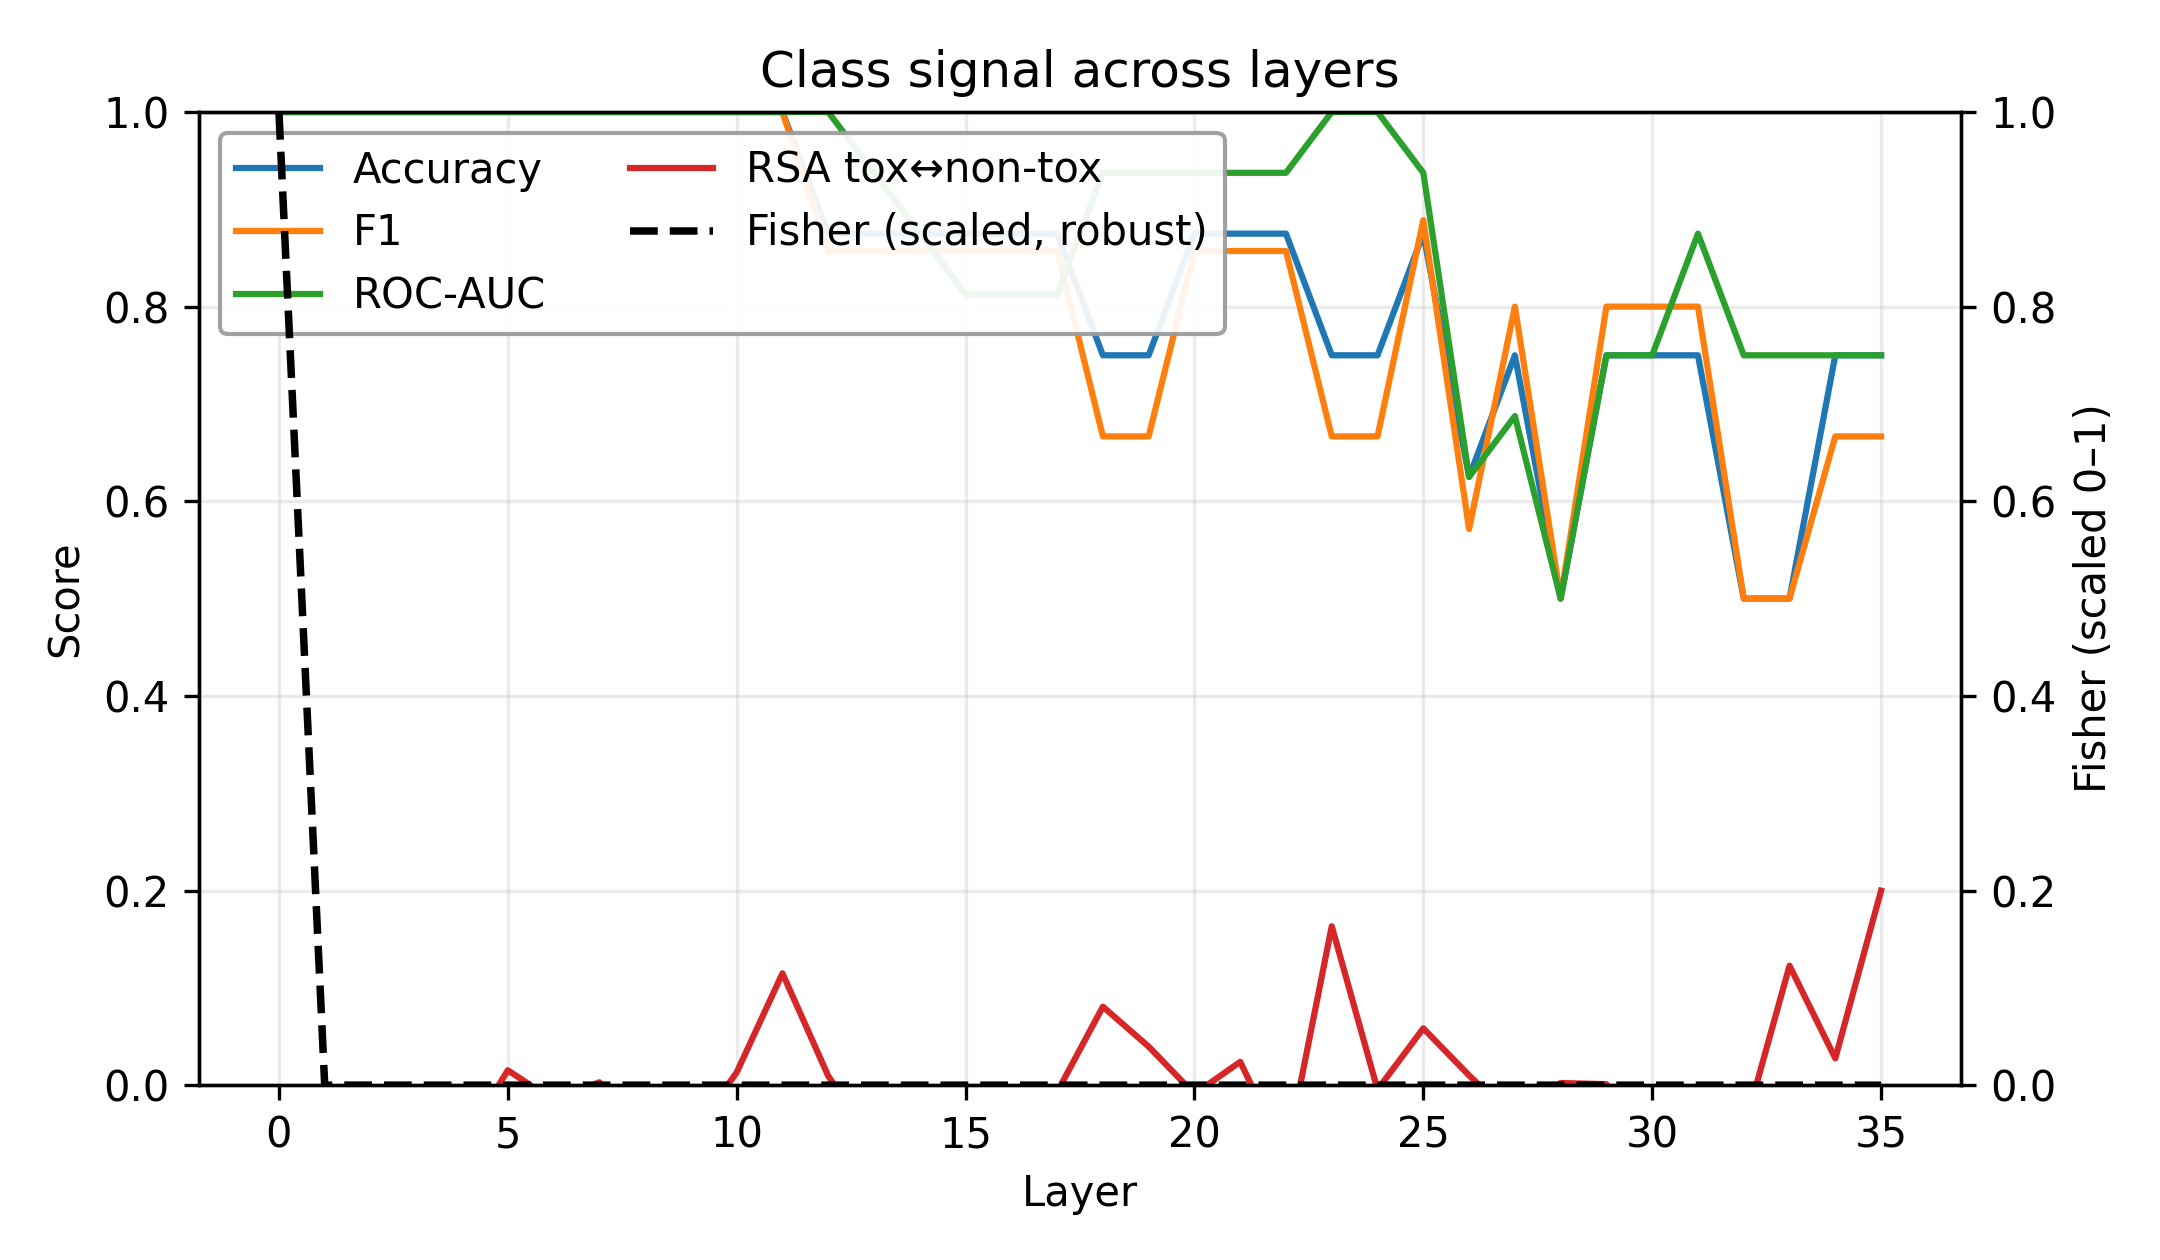 Class signal across layers
Accuracy
F1
ROC-AUC
RSA tox↔non-tox
Fisher (scaled, robust)
Score
1.0
0.8
0.6
0.4
0.2
0.0
Fisher (scaled 0–1)
1.0
0.8
0.6
0.4
0.2
0.0
0 5 10 15 20 25 30 35
Layer